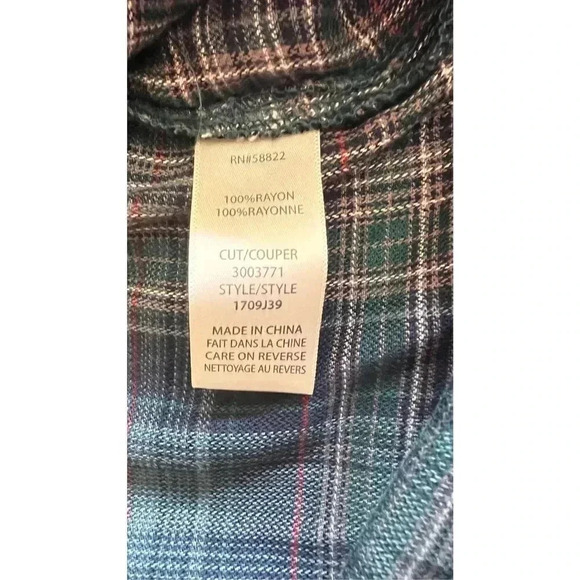 RN#58822
100%RAYON
100%RAYONNE
CUT/COUPER
3003771
STYLE/STYLE
1709J39
MADE IN CHINA
FAIT DANS LA CHINE
CARE ON REVERSE
NETTOYAGE AU REVERS